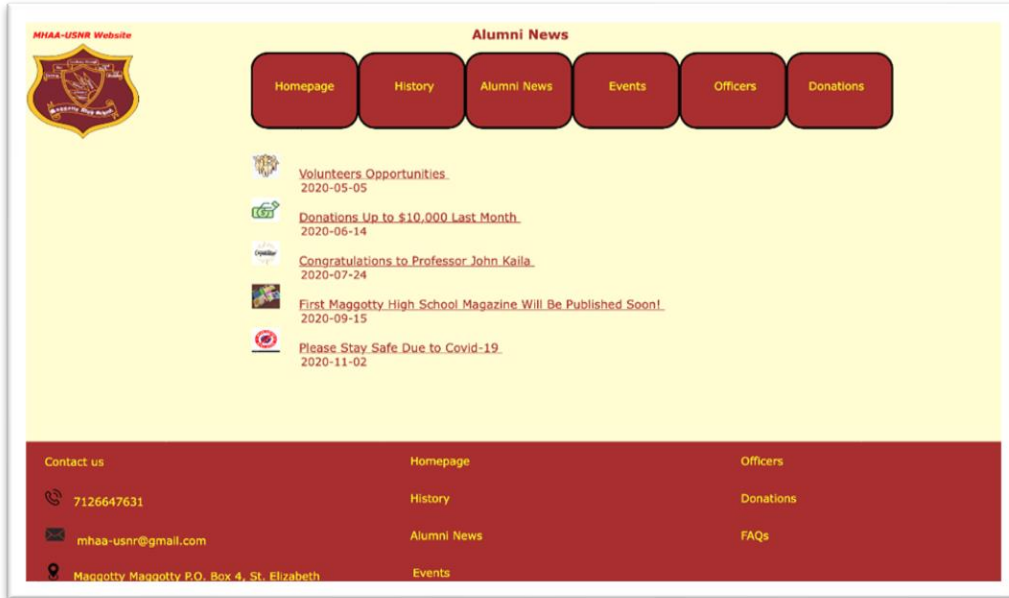 MHAA-USNR Website
Alumni News
Maggotty High School
Homepage History Alumni News Events Officers Donations
Volunteers Opportunities
2020-05-05
Donations Up to $10,000 Last Month
2020-06-14
Congratulations to Professor John Kaila
2020-07-24
First Maggotty High School Magazine Will Be Published Soon!
2020-09-15
Please Stay Safe Due to Covid-19
2020-11-02
Contact us
7126647631
mhaa-usnr@gmail.com
Maggotty Maggotty P.O. Box 4, St. Elizabeth
Homepage
History
Alumni News
Events
Officers
Donations
FAQs